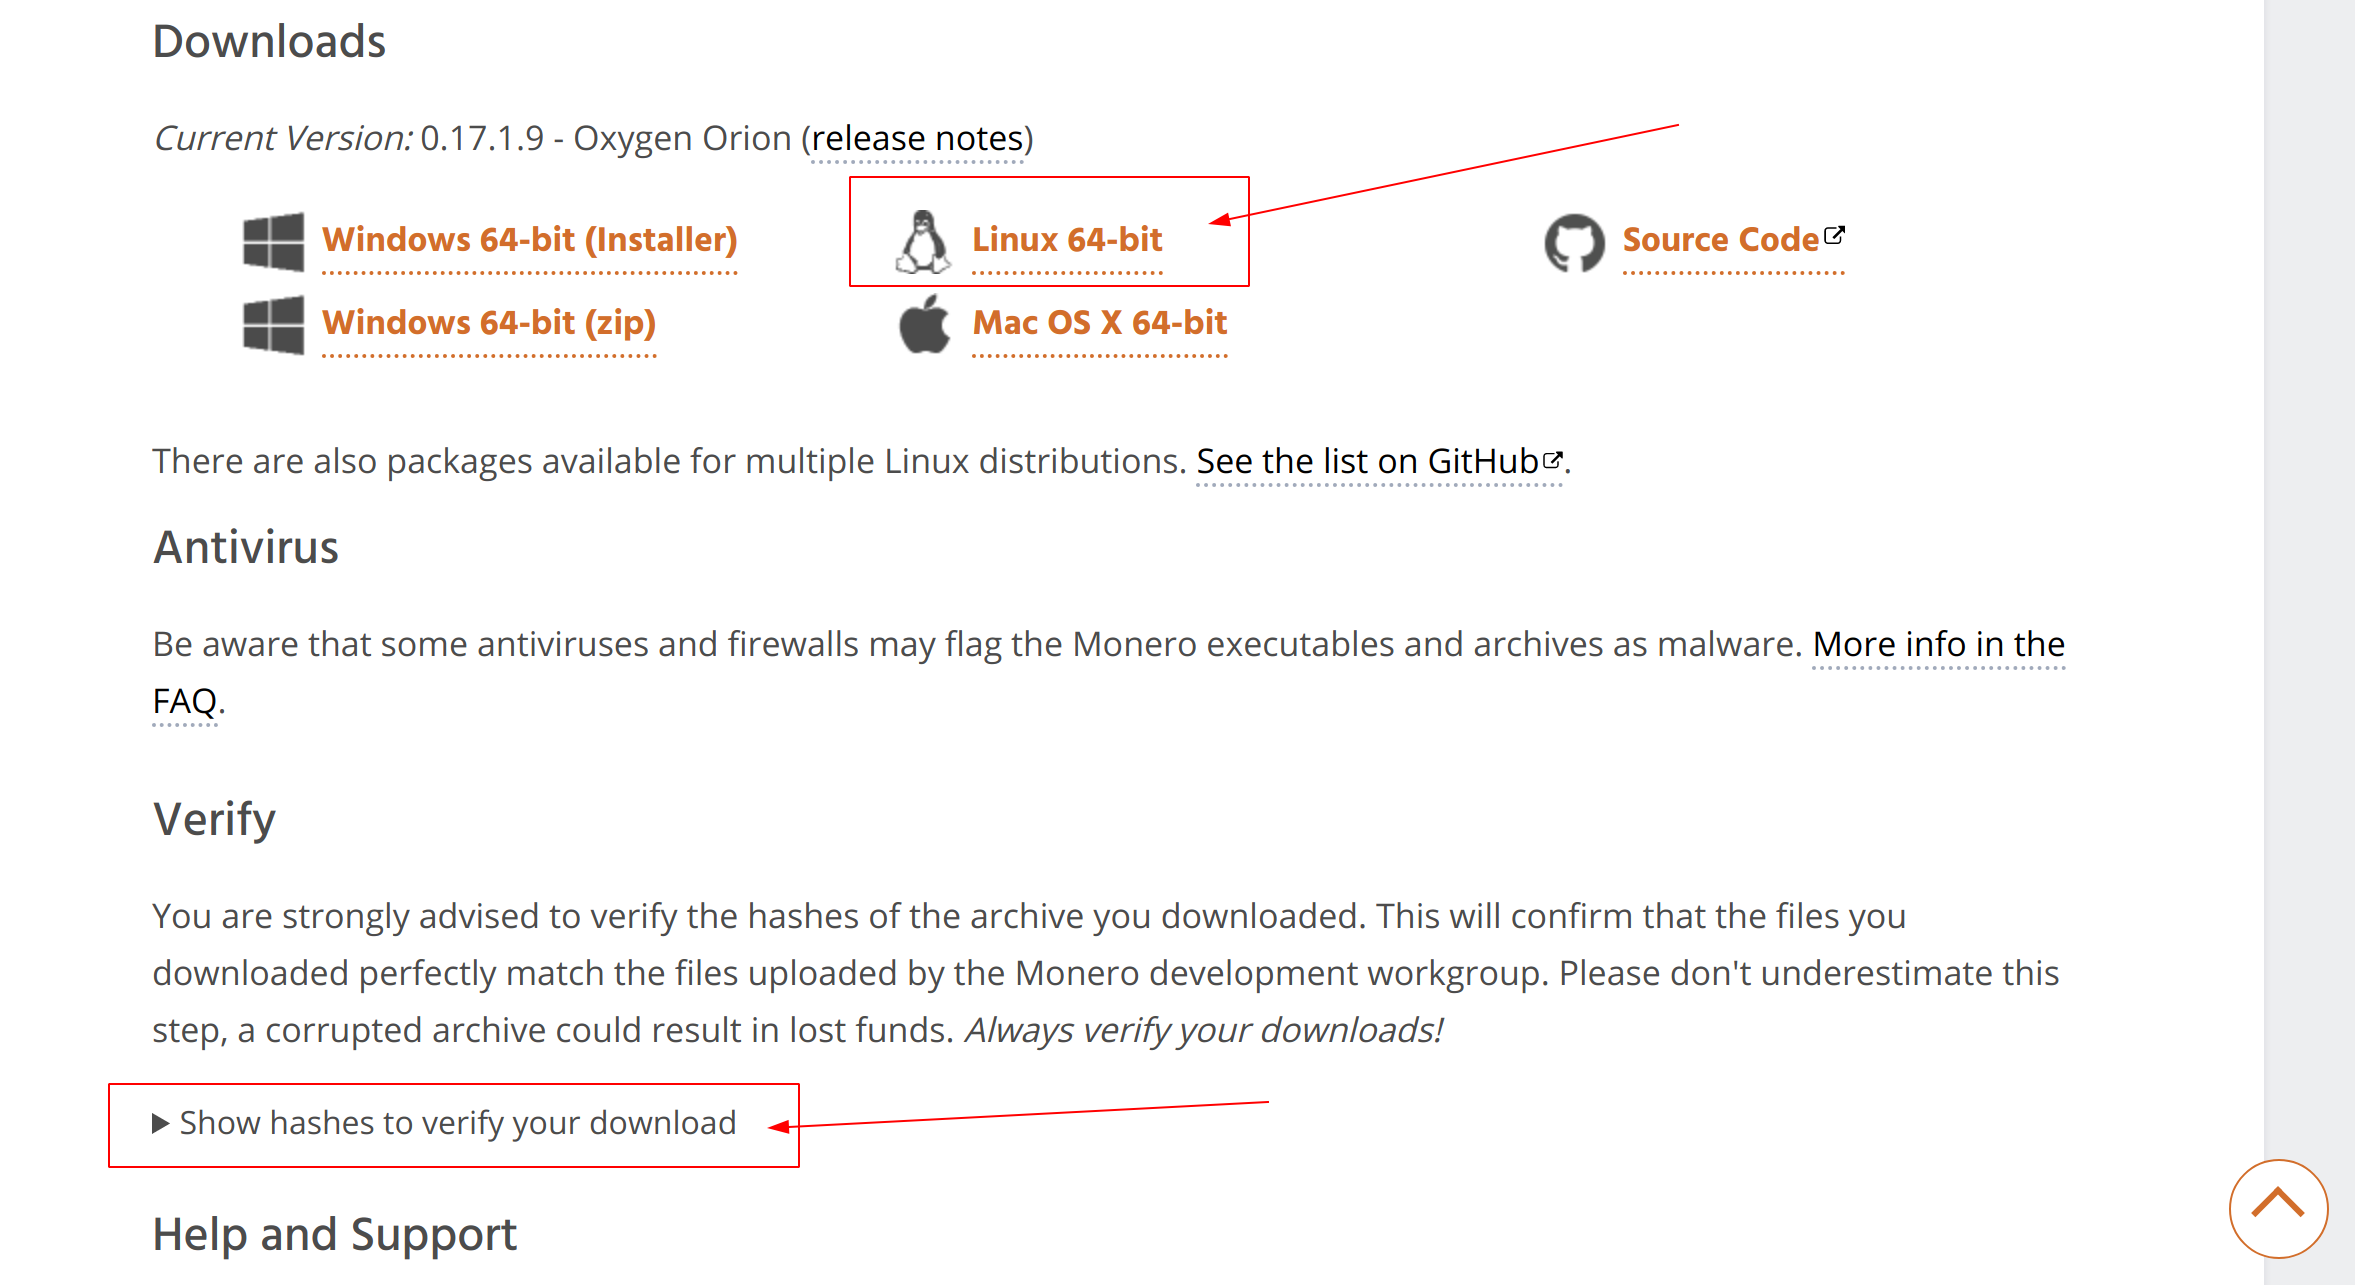 Downloads
Current Version: 0.17.1.9 - Oxygen Orion (release notes)
Windows 64-bit (Installer)
Linux 64-bit
Source Code
Windows 64-bit (zip)
Mac OS X 64-bit
There are also packages available for multiple Linux distributions. See the list on GitHub.
Antivirus
Be aware that some antiviruses and firewalls may flag the Monero executables and archives as malware. More info in the
FAQ.
Verify
You are strongly advised to verify the hashes of the archive you downloaded. This will confirm that the files you
downloaded perfectly match the files uploaded by the Monero development workgroup. Please don't underestimate this
step, a corrupted archive could result in lost funds. Always verify your downloads!
Show hashes to verify your download
Help and Support